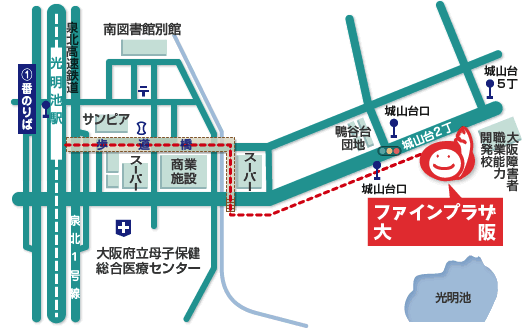 南図書館別館
泉北高速鉄道
光明池駅
①番のりば
サンピア
歩道橋
スーパー
商業
施設
スーパー
鴨谷台
団地
城山台口
城山台2丁
城山台
5丁
大阪障害者
職業能力
開発校
城山台口
ファインプラザ
大阪
泉北1号線
大阪府立母子保健
総合医療センター
光明池